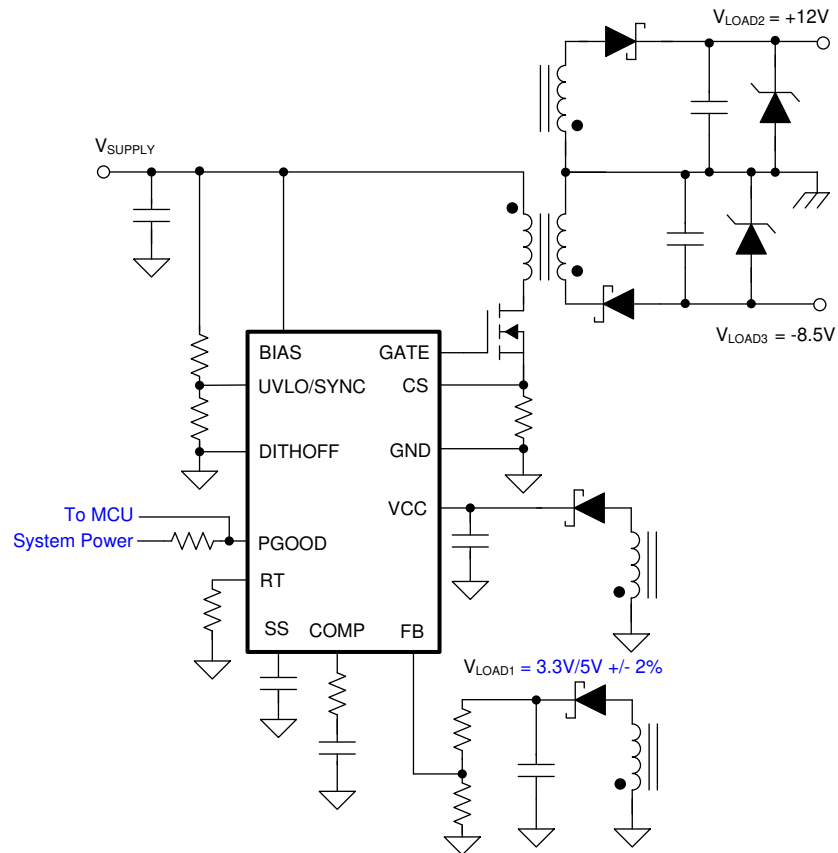 VLOAD2 = +12V
VSUPPLY
VLOAD3 = -8.5V
BIAS
GATE
UVLO/SYNC
CS
DITHOFF
GND
VCC
To MCU
System Power
PGOOD
RT
SS
COMP
FB
VLOAD1 = 3.3V/5V +/- 2%